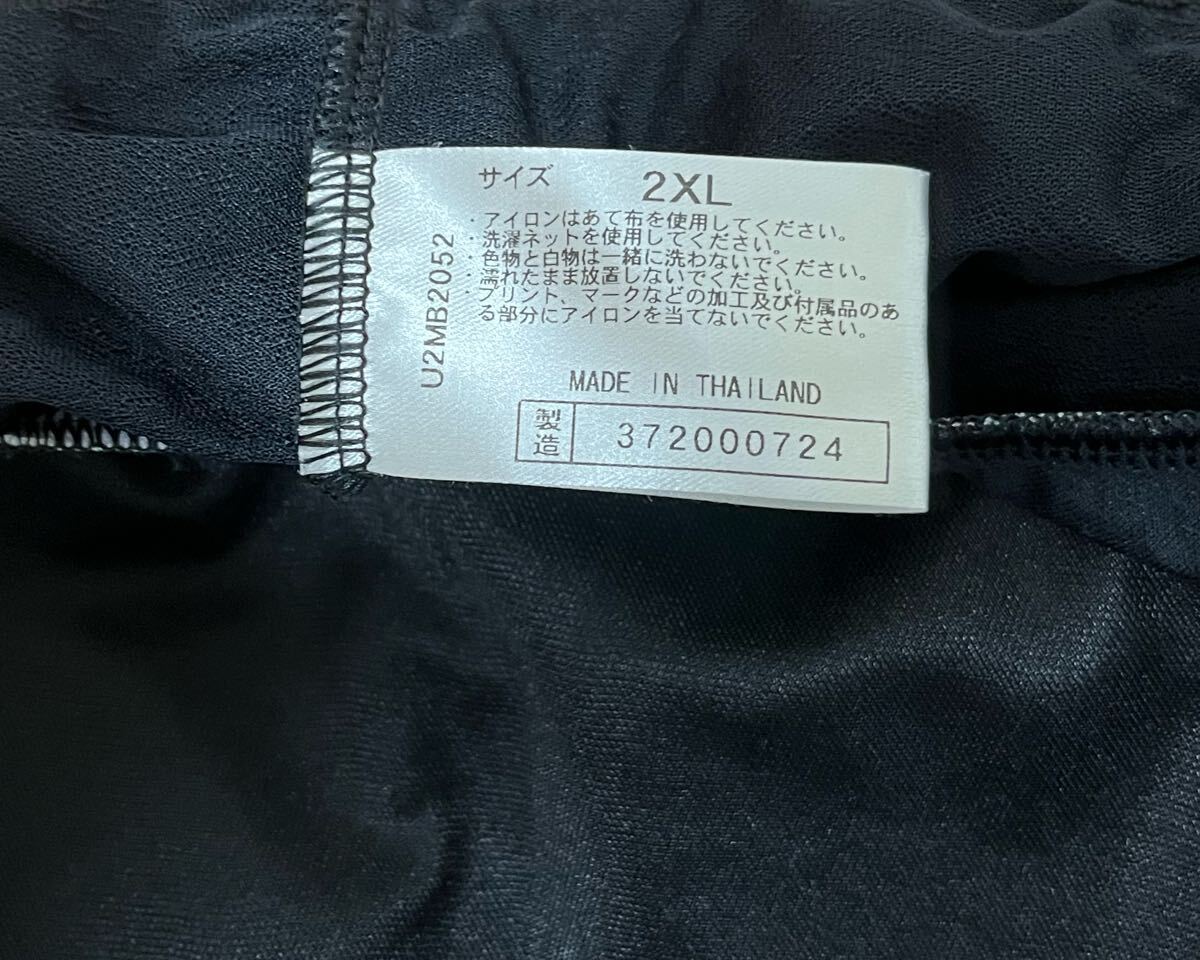 サイズ 2XL
・アイロンはあて布を使用してください。
・洗濯ネットを使用してください。
・色物と白物は一緒に洗わないでください。
・濡れたまま放置しないでください。
・プリント、マークなどの加工及び付属品のあ
る部分にアイロンを当てないでください。
U2MB2052
MADE IN THAILAND
製造 372000724